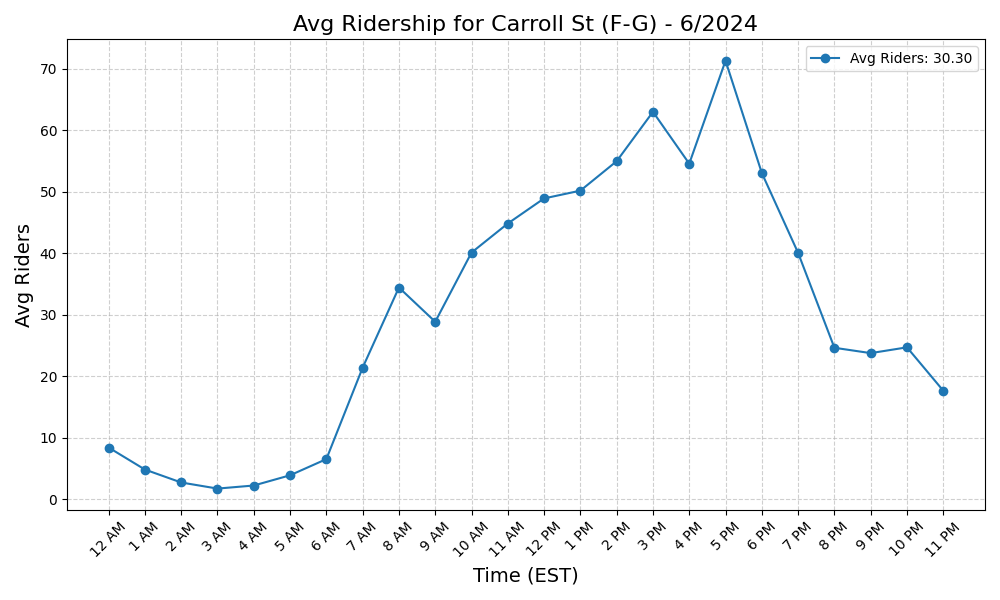 Avg Ridership for Carroll St (F-G) - 6/2024
Avg Riders: 30.30
Avg Riders
70
60
50
40
30
20
10
0
12 AM
1 AM
2 AM
3 AM
4 AM
5 AM
6 AM
7 AM
8 AM
9 AM
10 AM
11 AM
12 PM
1 PM
2 PM
3 PM
4 PM
5 PM
6 PM
7 PM
8 PM
9 PM
10 PM
11 PM
Time (EST)